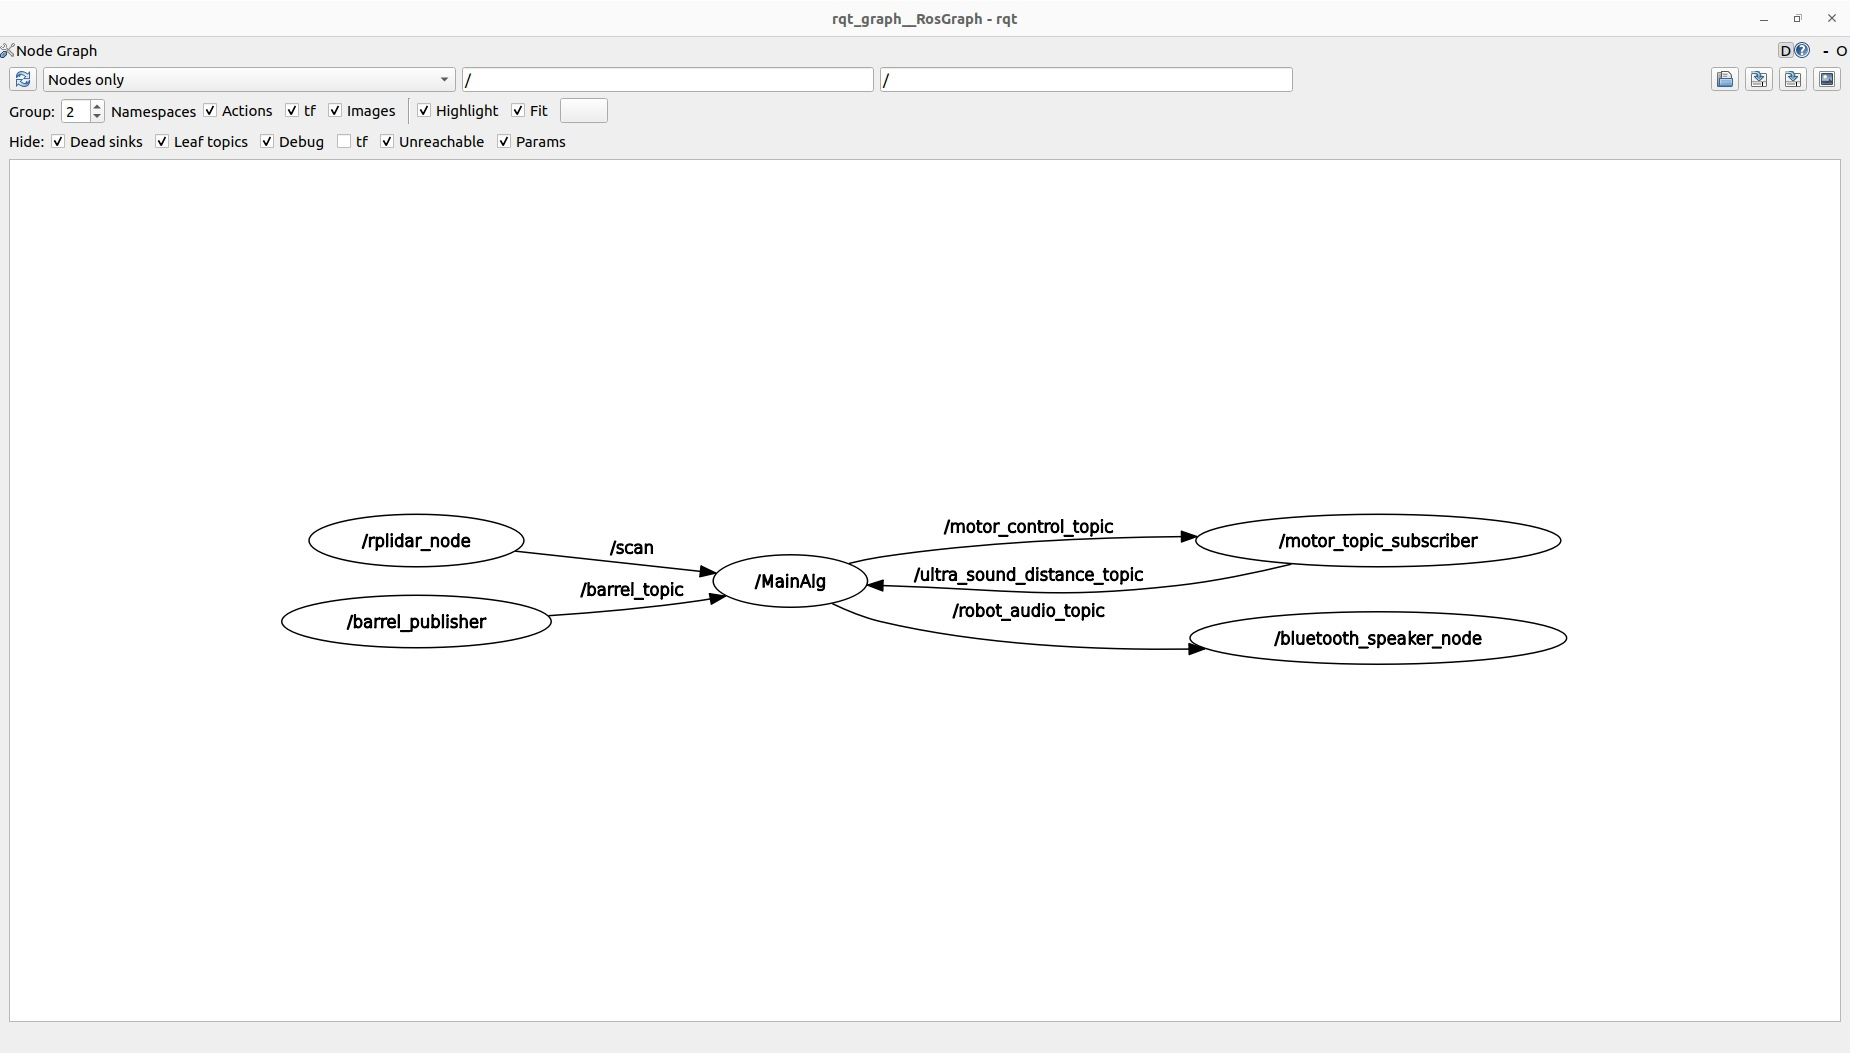 rqt_graph__RosGraph - rqt
Node Graph
D - O
Nodes only / /
Group: 2 Namespaces Actions tf Images Highlight Fit
Hide: Dead sinks Leaf topics Debug tf Unreachable Params
/rplidar_node
/scan
/barrel_publisher
/barrel_topic
/MainAlg
/motor_control_topic
/ultra_sound_distance_topic
/robot_audio_topic
/motor_topic_subscriber
/bluetooth_speaker_node